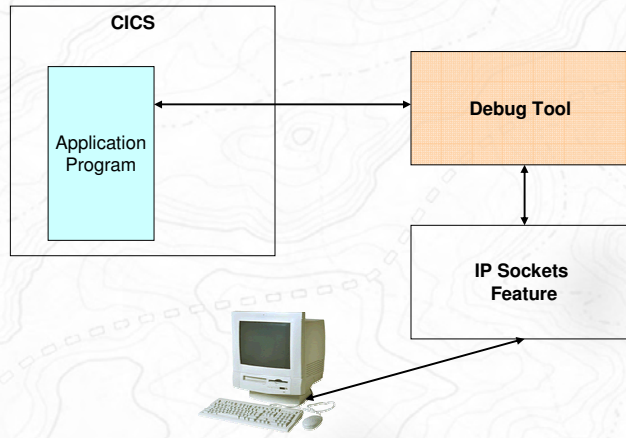 CICS
Application
Program
Debug Tool
IP Sockets
Feature